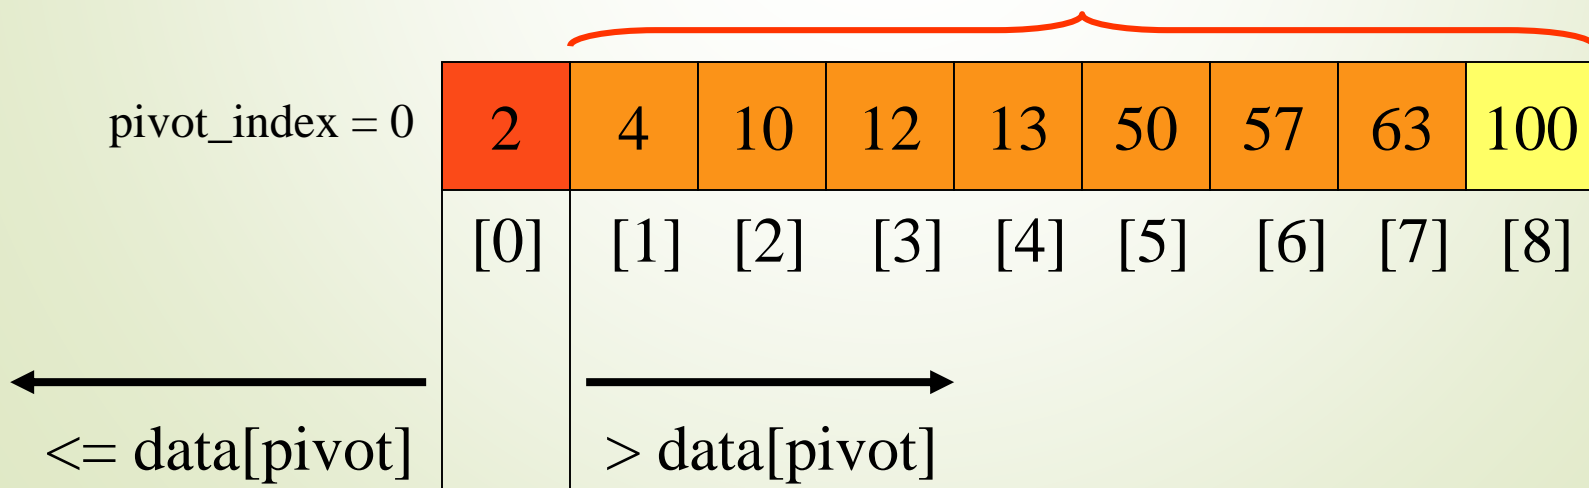 pivot_index = 0 2 4 10 12 13 50 57 63 100
[0] [1] [2] [3] [4] [5] [6] [7] [8]
<= data[pivot] > data[pivot]